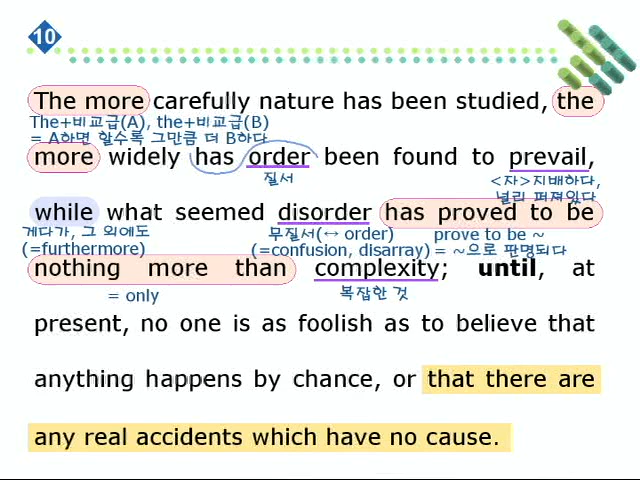 10
The more carefully nature has been studied, the
The+비교급(A), the+비교급(B)
= A하면 할수록 그만큼 더 B하다
more widely has order been found to prevail,
질서
<자>지배하다,
널리 퍼져있다
while what seemed disorder has proved to be
게다가, 그 외에도
(=furthermore)
무질서(↔ order)
(=confusion, disarray)
prove to be ~
= ~으로 판명되다
nothing more than complexity; until, at
= only
복잡한 것
present, no one is as foolish as to believe that
anything happens by chance, or that there are
any real accidents which have no cause.